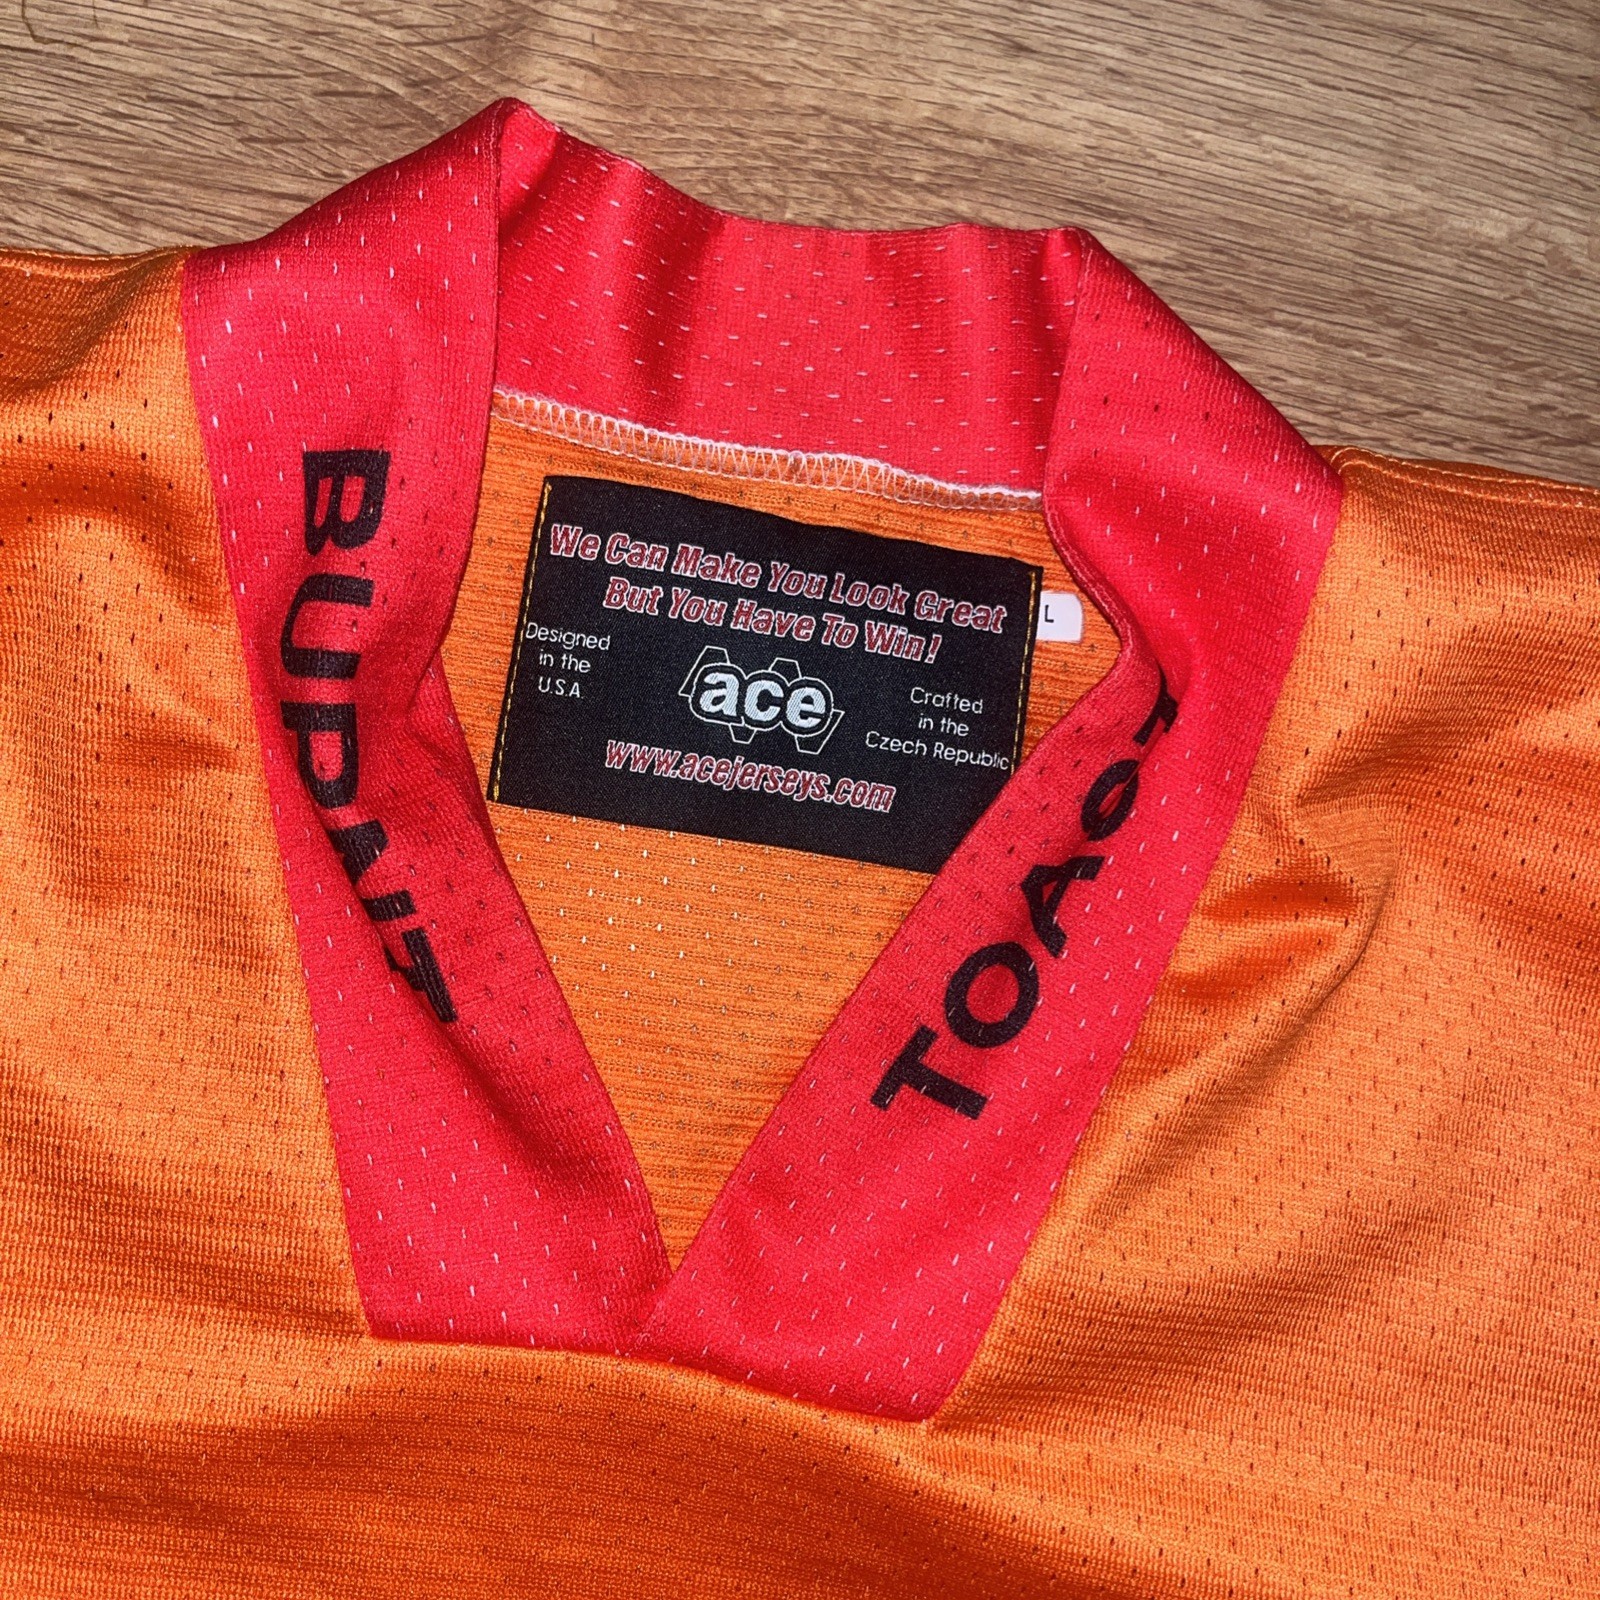 BURNT
We Can Make You Look Great
But You Have To Win!
Designed
in the
U.S.A
ace
Crafted
in the
Czech Republic
www.acejerseys.com
L
TOAST